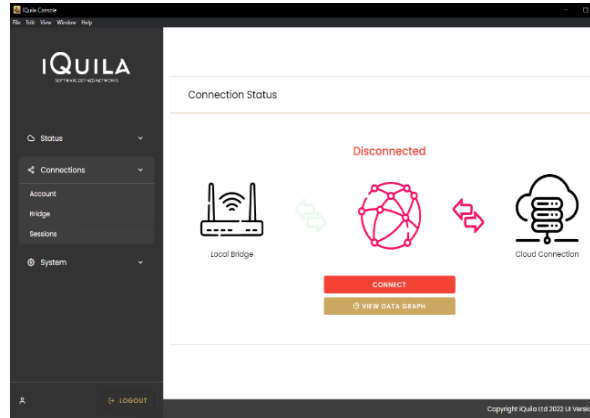 iQuila Console
File Edit View Window Help
IQUILA
SOFTWARE DEFINED NETWORKS
Connection Status
Status
Disconnected
Connections
Account
Bridge
Sessions
Local Bridge
Cloud Connection
System
CONNECT
VIEW DATA GRAPH
LOGOUT
Copyright iQuila Ltd 2022 UI Versio